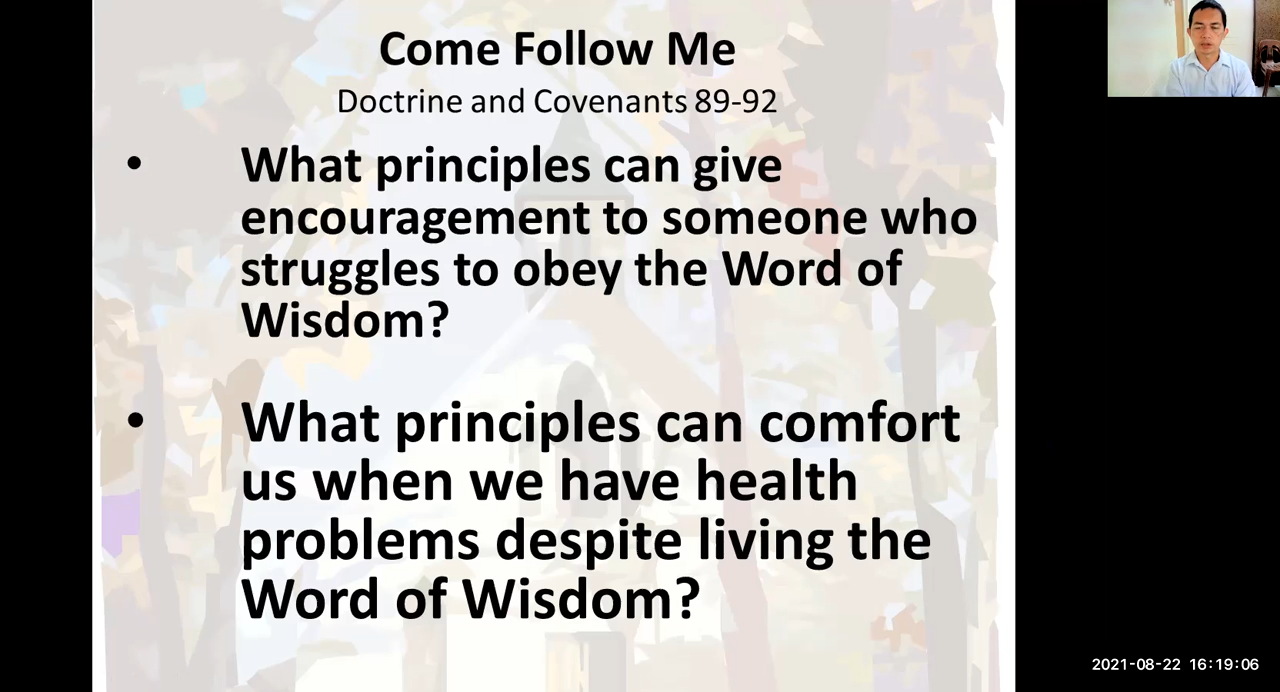 Come Follow Me
Doctrine and Covenants 89-92
• What principles can give
encouragement to someone who
struggles to obey the Word of
Wisdom?
• What principles can comfort
us when we have health
problems despite living the
Word of Wisdom?
2021-08-22 16:19:06